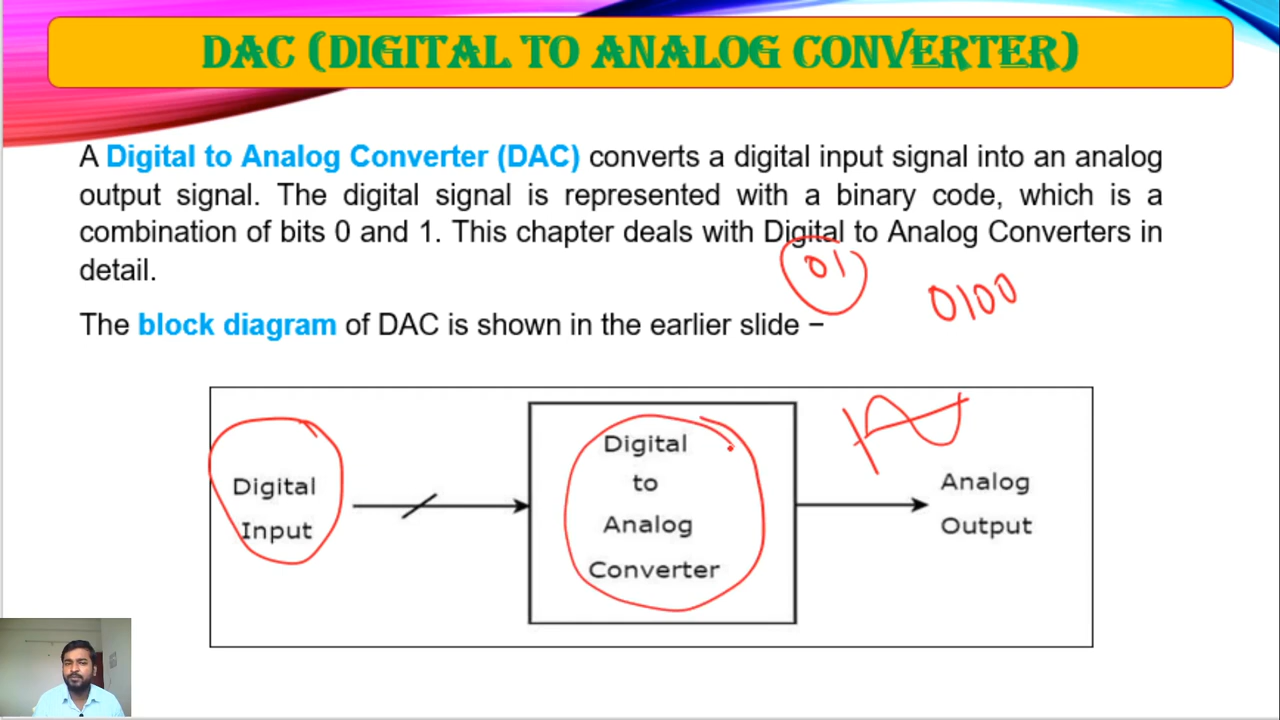 DAC (DIGITAL TO ANALOG CONVERTER)
A Digital to Analog Converter (DAC) converts a digital input signal into an analog
output signal. The digital signal is represented with a binary code, which is a
combination of bits 0 and 1. This chapter deals with Digital to Analog Converters in
detail.
01
0100
The block diagram of DAC is shown in the earlier slide −
Digital
Input
Digital
to
Analog
Converter
Analog
Output